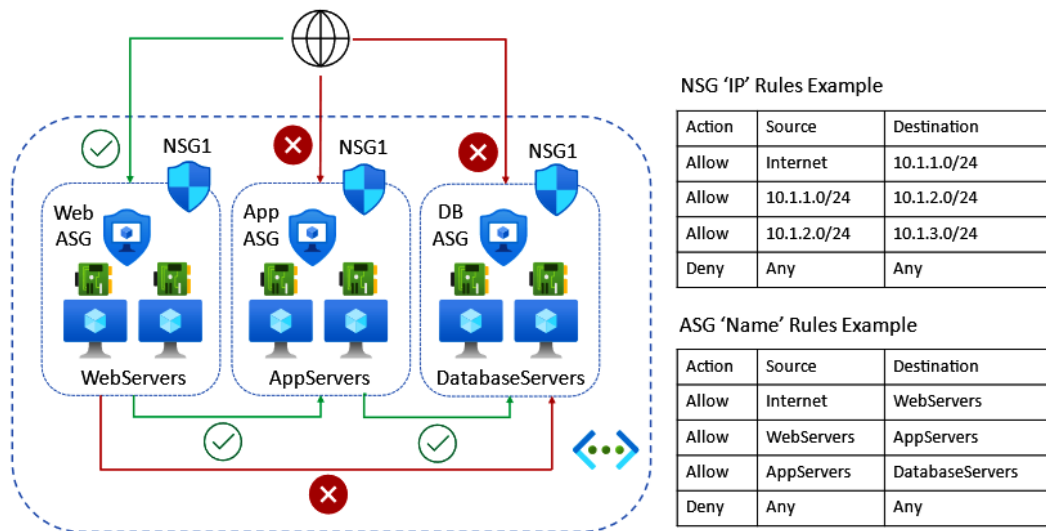 NSG1
NSG1
NSG1
Web
ASG
App
ASG
DB
ASG
WebServers
AppServers
DatabaseServers
NSG ‘IP’ Rules Example
Action Source Destination
Allow Internet 10.1.1.0/24
Allow 10.1.1.0/24 10.1.2.0/24
Allow 10.1.2.0/24 10.1.3.0/24
Deny Any Any
ASG ‘Name’ Rules Example
Action Source Destination
Allow Internet WebServers
Allow WebServers AppServers
Allow AppServers DatabaseServers
Deny Any Any